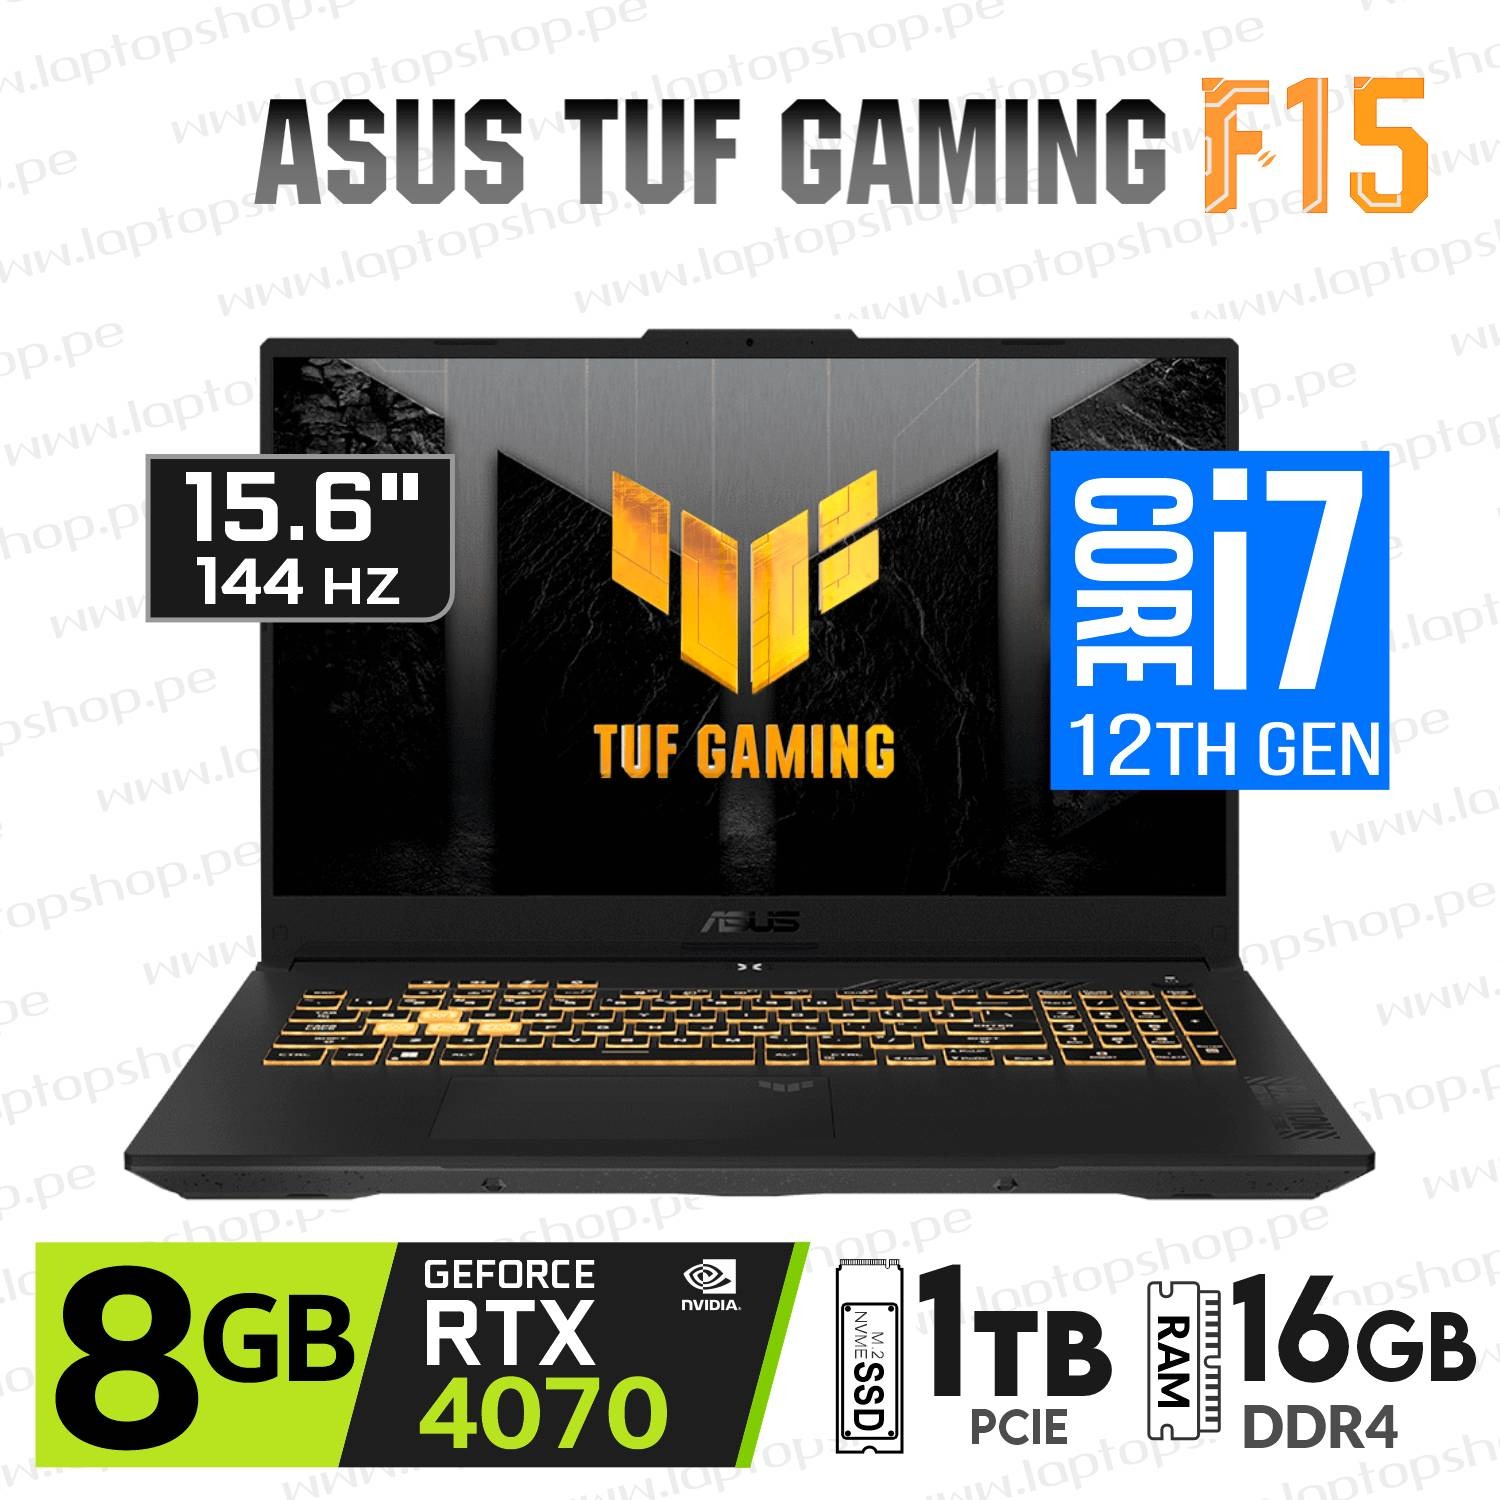 ASUS TUF GAMING F15
15.6"
144 HZ
CORE i7
12TH GEN
TUF GAMING
ASUS
8GB
GEFORCE
RTX
4070
NVIDIA.
M.2
NVME SSD
1TB
PCIE
RAM
16GB
DDR4
www.laptopshop.pe